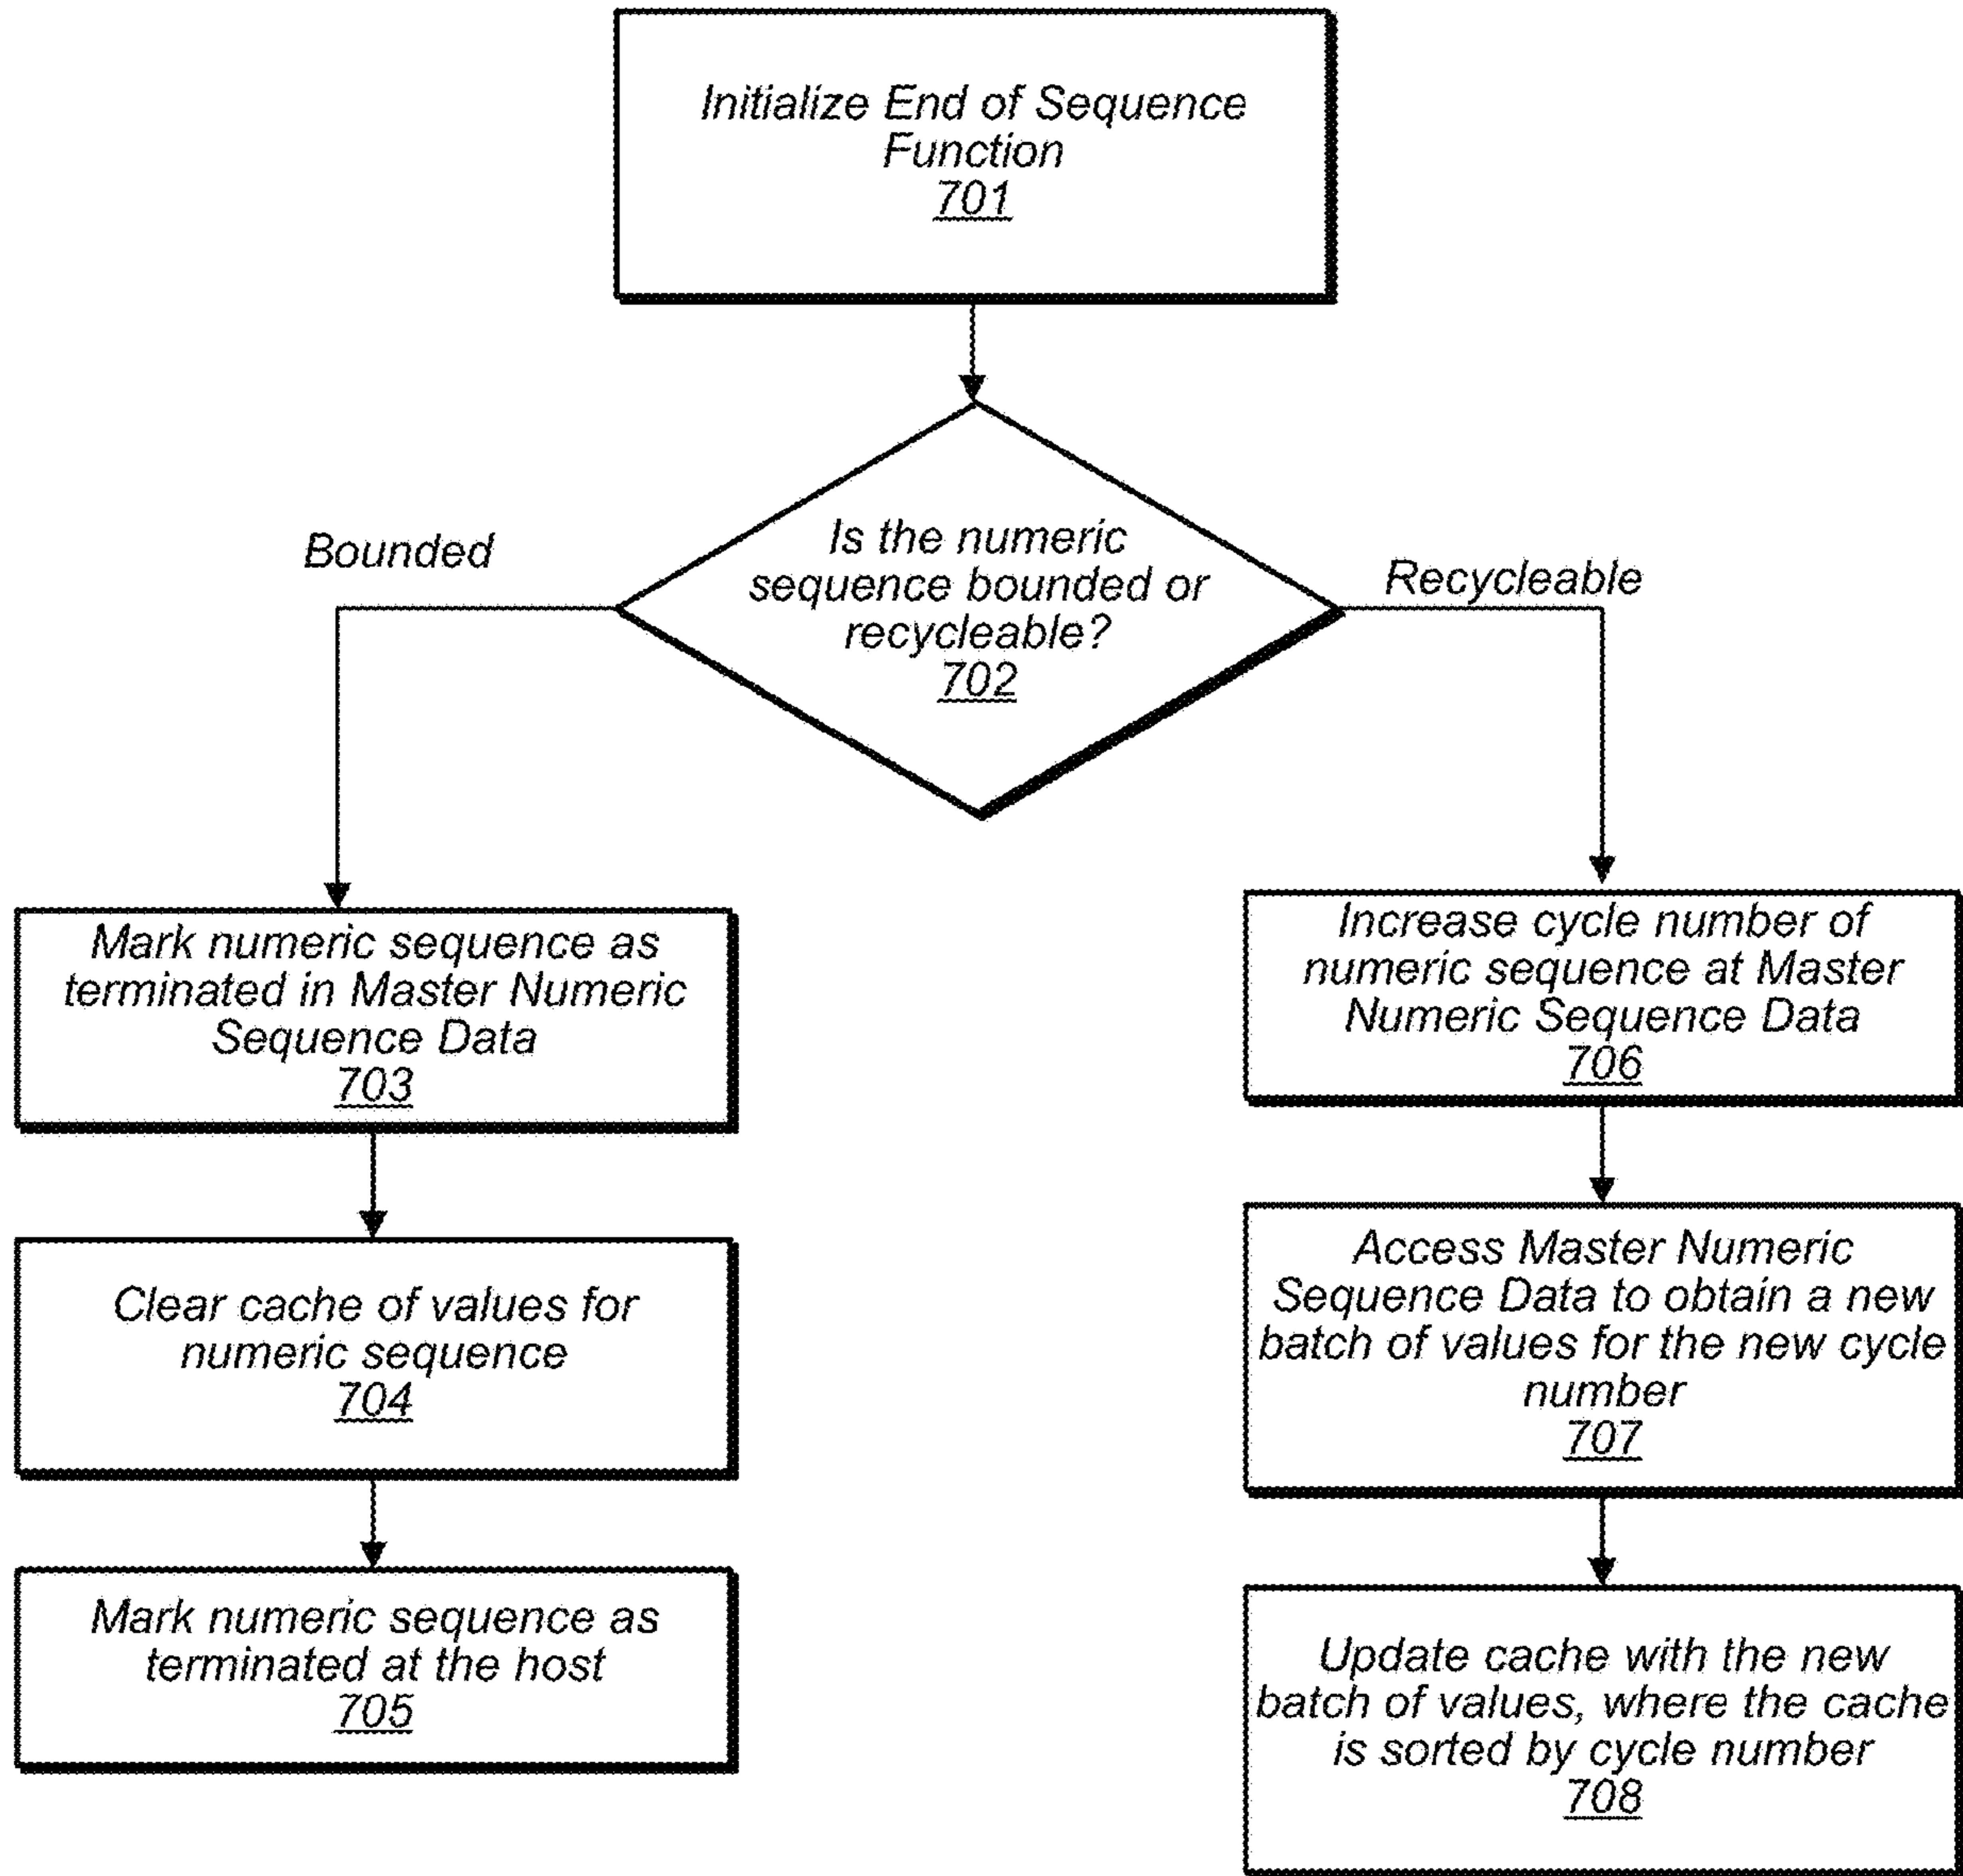 Initialize End of Sequence
Function
701
Is the numeric
sequence bounded or
recycleable?
702
Bounded
Recycleable
Mark numeric sequence as
terminated in Master Numeric
Sequence Data
703
Clear cache of values for
numeric sequence
704
Mark numeric sequence as
terminated at the host
705
Increase cycle number of
numeric sequence at Master
Numeric Sequence Data
706
Access Master Numeric
Sequence Data to obtain a new
batch of values for the new cycle
number
707
Update cache with the new
batch of values, where the cache
is sorted by cycle number
708